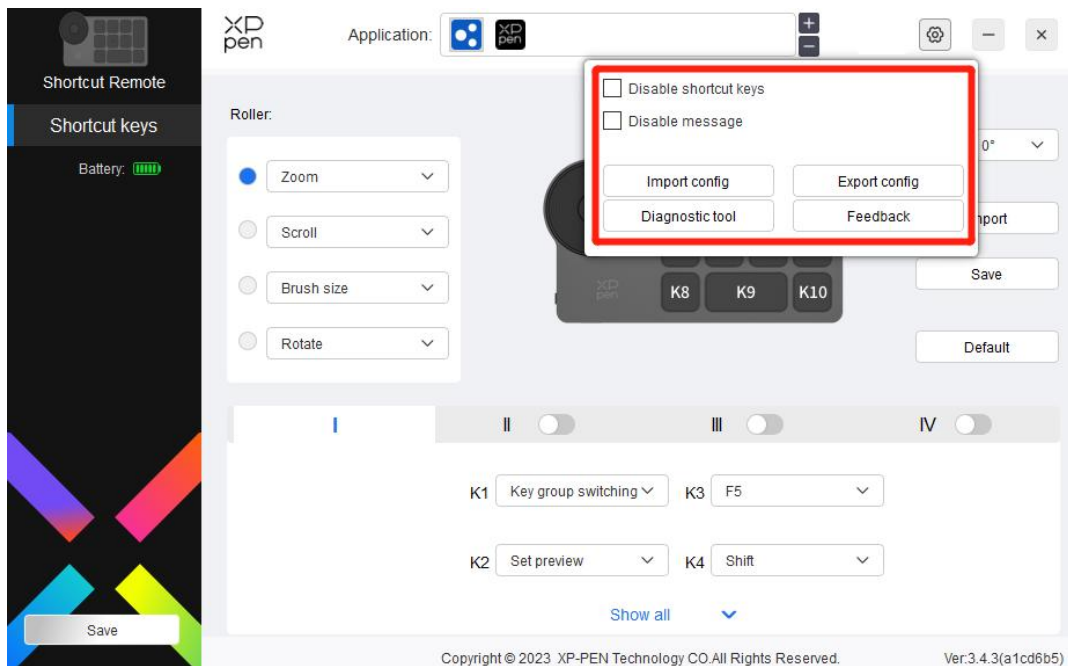 XP
pen
Application:
XP
pen
Shortcut Remote
Shortcut keys
Battery:
Disable shortcut keys
Disable message
Import config
Export config
Diagnostic tool
Feedback
Roller:
Zoom
Scroll
Brush size
Rotate
XP
pen
K8
K9
K10
0°
Save
Default
I
II
III
IV
K1
Key group switching
K3
F5
K2
Set preview
K4
Shift
Show all
Save
Copyright © 2023 XP-PEN Technology CO.All Rights Reserved.
Ver:3.4.3(a1cd6b5)